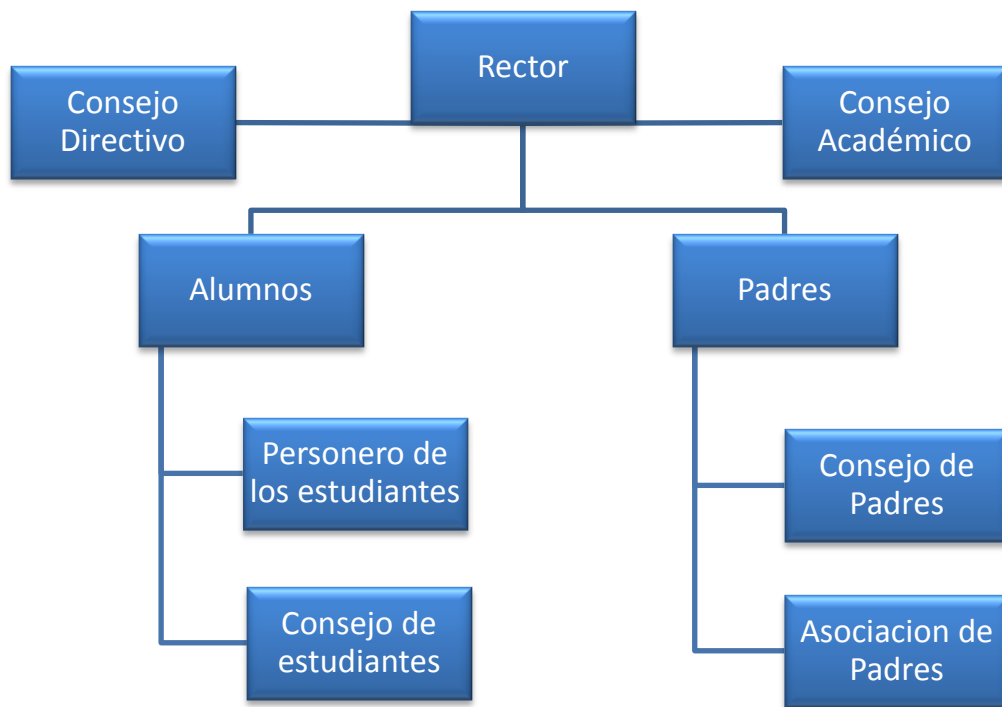 Rector
Consejo
Directivo
Consejo
Académico
Alumnos
Padres
Personero de
los estudiantes
Consejo de
estudiantes
Consejo de
Padres
Asociacion de
Padres